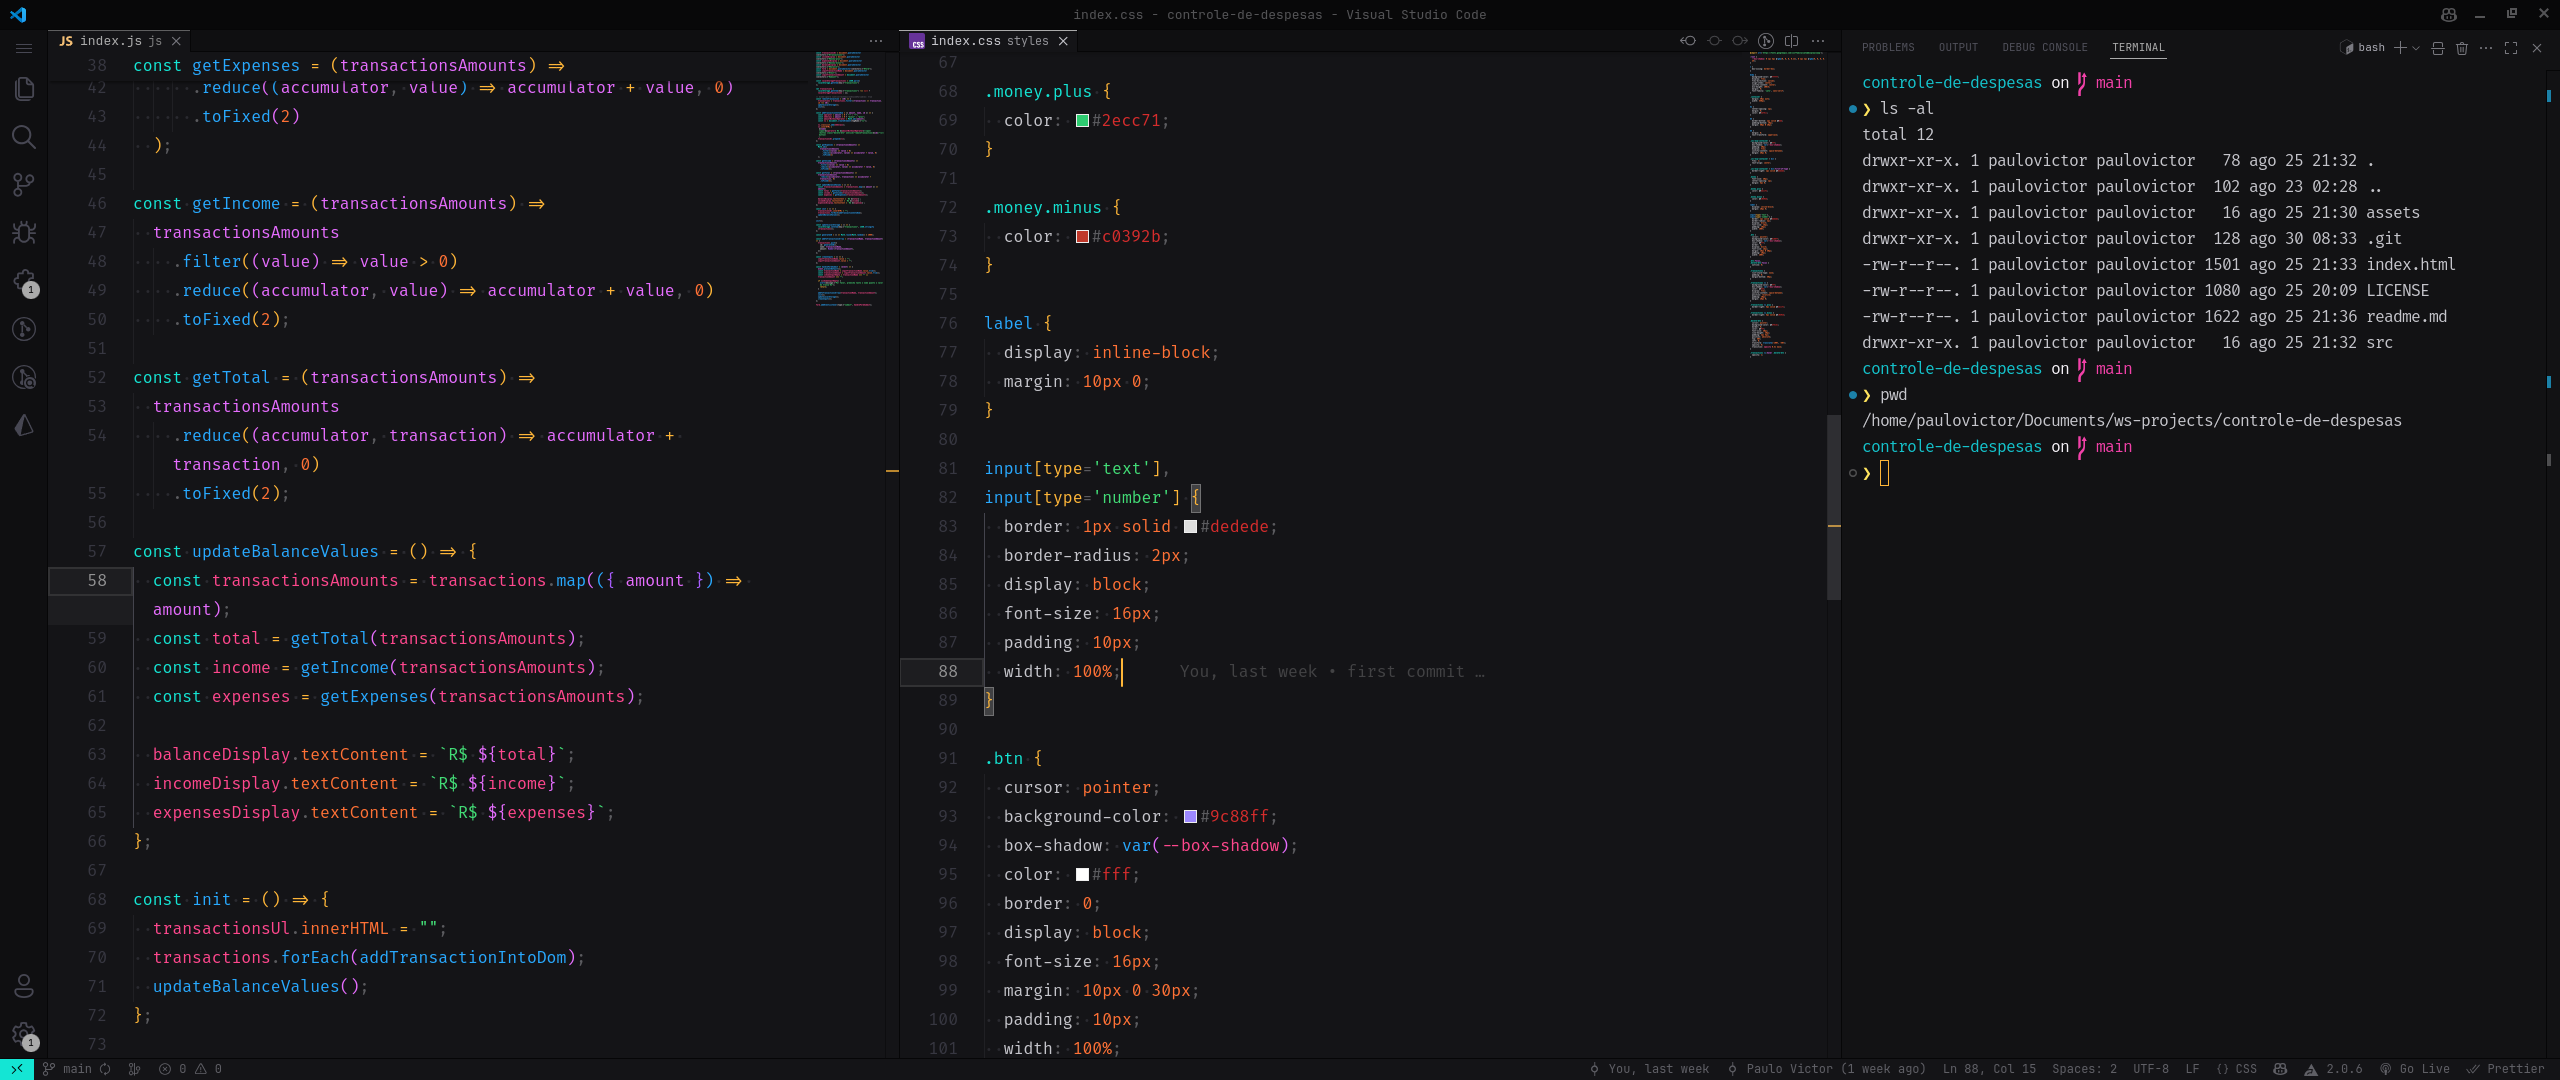 index.css - controle-de-despesas - Visual Studio Code
JS index.js js
38 const getExpenses = (transactionsAmounts) =>
42 .reduce((accumulator, value) => accumulator + value, 0)
43 .toFixed(2)
44 );
45
46 const getIncome = (transactionsAmounts) =>
47 transactionsAmounts
48 .filter((value) => value > 0)
49 .reduce((accumulator, value) => accumulator + value, 0)
50 .toFixed(2);
51
52 const getTotal = (transactionsAmounts) =>
53 transactionsAmounts
54 .reduce((accumulator, transaction) => accumulator +
transaction, 0)
55 .toFixed(2);
56
57 const updateBalanceValues = () => {
58 const transactionsAmounts = transactions.map(({ amount }) =>
amount);
59 const total = getTotal(transactionsAmounts);
60 const income = getIncome(transactionsAmounts);
61 const expenses = getExpenses(transactionsAmounts);
62
63 balanceDisplay.textContent = `R$ ${total}`;
64 incomeDisplay.textContent = `R$ ${income}`;
65 expensesDisplay.textContent = `R$ ${expenses}`;
66 };
67
68 const init = () => {
69 transactionsUl.innerHTML = "";
70 transactions.forEach(addTransactionIntoDom);
71 updateBalanceValues();
72 };
73
css index.css styles
67
68 .money.plus {
69 color: #2ecc71;
70 }
71
72 .money.minus {
73 color: #c0392b;
74 }
75
76 label {
77 display: inline-block;
78 margin: 10px 0;
79 }
80
81 input[type='text'],
82 input[type='number'] {
83 border: 1px solid #dedede;
84 border-radius: 2px;
85 display: block;
86 font-size: 16px;
87 padding: 10px;
88 width: 100%; You, last week • first commit …
89 }
90
91 .btn {
92 cursor: pointer;
93 background-color: #9c88ff;
94 box-shadow: var(--box-shadow);
95 color: #fff;
96 border: 0;
97 display: block;
98 font-size: 16px;
99 margin: 10px 0 30px;
100 padding: 10px;
101 width: 100%;
PROBLEMS OUTPUT DEBUG CONSOLE TERMINAL bash
controle-de-despesas on main
❯ ls -al
total 12
drwxr-xr-x. 1 paulovictor paulovictor 78 ago 25 21:32 .
drwxr-xr-x. 1 paulovictor paulovictor 102 ago 23 02:28 ..
drwxr-xr-x. 1 paulovictor paulovictor 16 ago 25 21:30 assets
drwxr-xr-x. 1 paulovictor paulovictor 128 ago 30 08:33 .git
-rw-r--r--. 1 paulovictor paulovictor 1501 ago 25 21:33 index.html
-rw-r--r--. 1 paulovictor paulovictor 1080 ago 25 20:09 LICENSE
-rw-r--r--. 1 paulovictor paulovictor 1622 ago 25 21:36 readme.md
drwxr-xr-x. 1 paulovictor paulovictor 16 ago 25 21:32 src
controle-de-despesas on main
❯ pwd
/home/paulovictor/Documents/ws-projects/controle-de-despesas
controle-de-despesas on main
❯
1
1
main 0 0 You, last week Paulo Victor (1 week ago) Ln 88, Col 15 Spaces: 2 UTF-8 LF {} CSS 2.0.6 Go Live Prettier